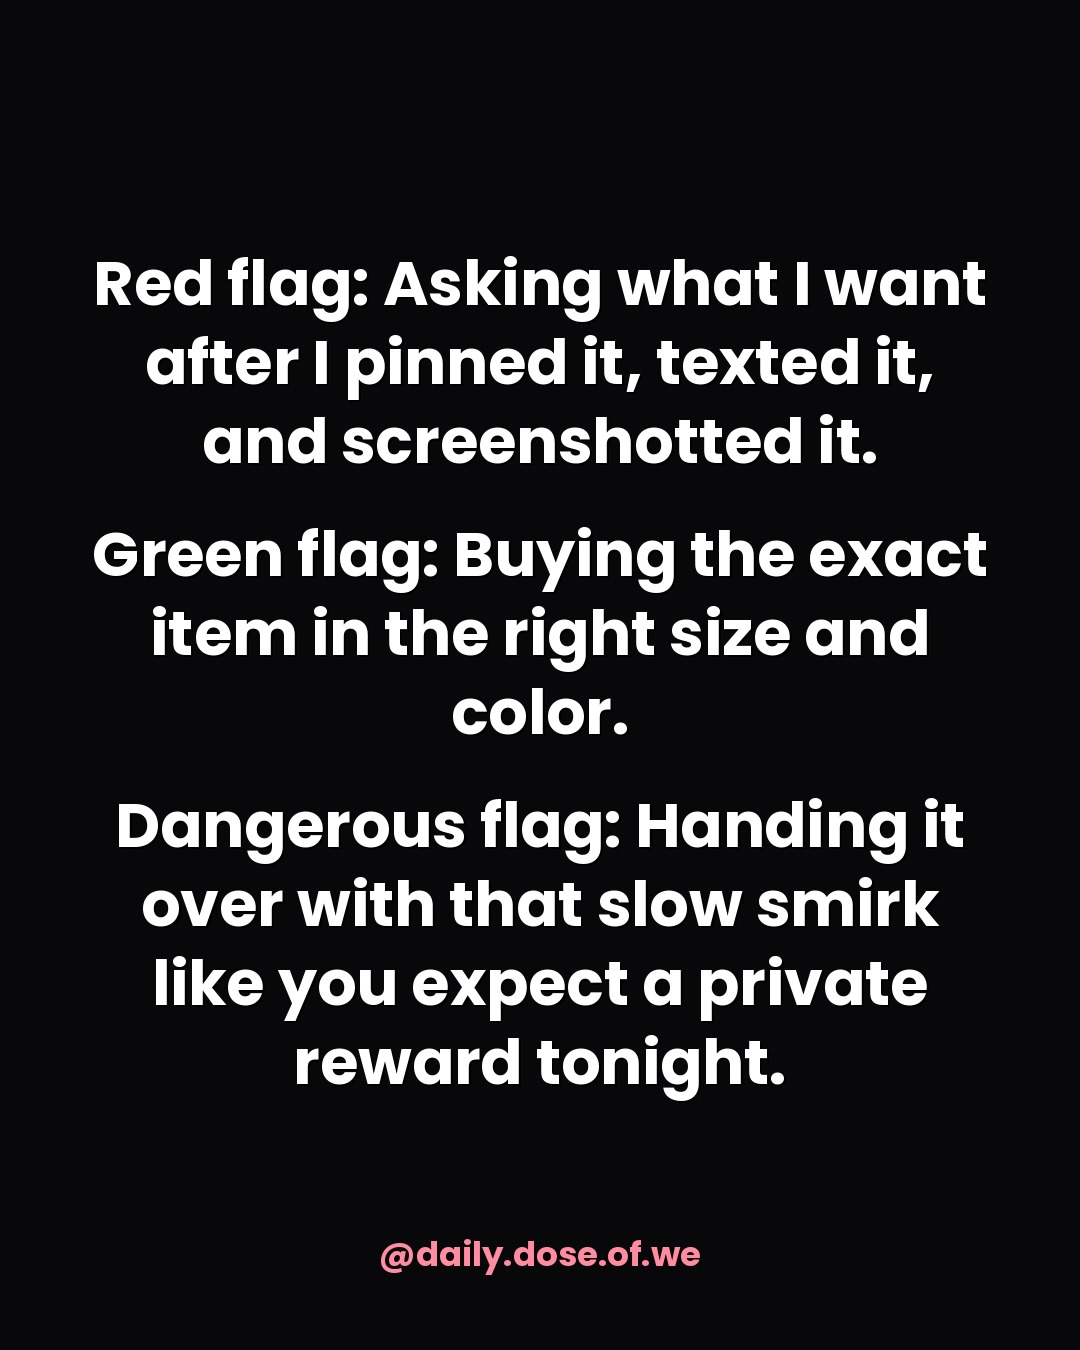 Red flag: Asking what I want
after I pinned it, texted it,
and screenshotted it.
Green flag: Buying the exact
item in the right size and
color.
Dangerous flag: Handing it
over with that slow smirk
like you expect a private
reward tonight.
@daily.dose.of.we